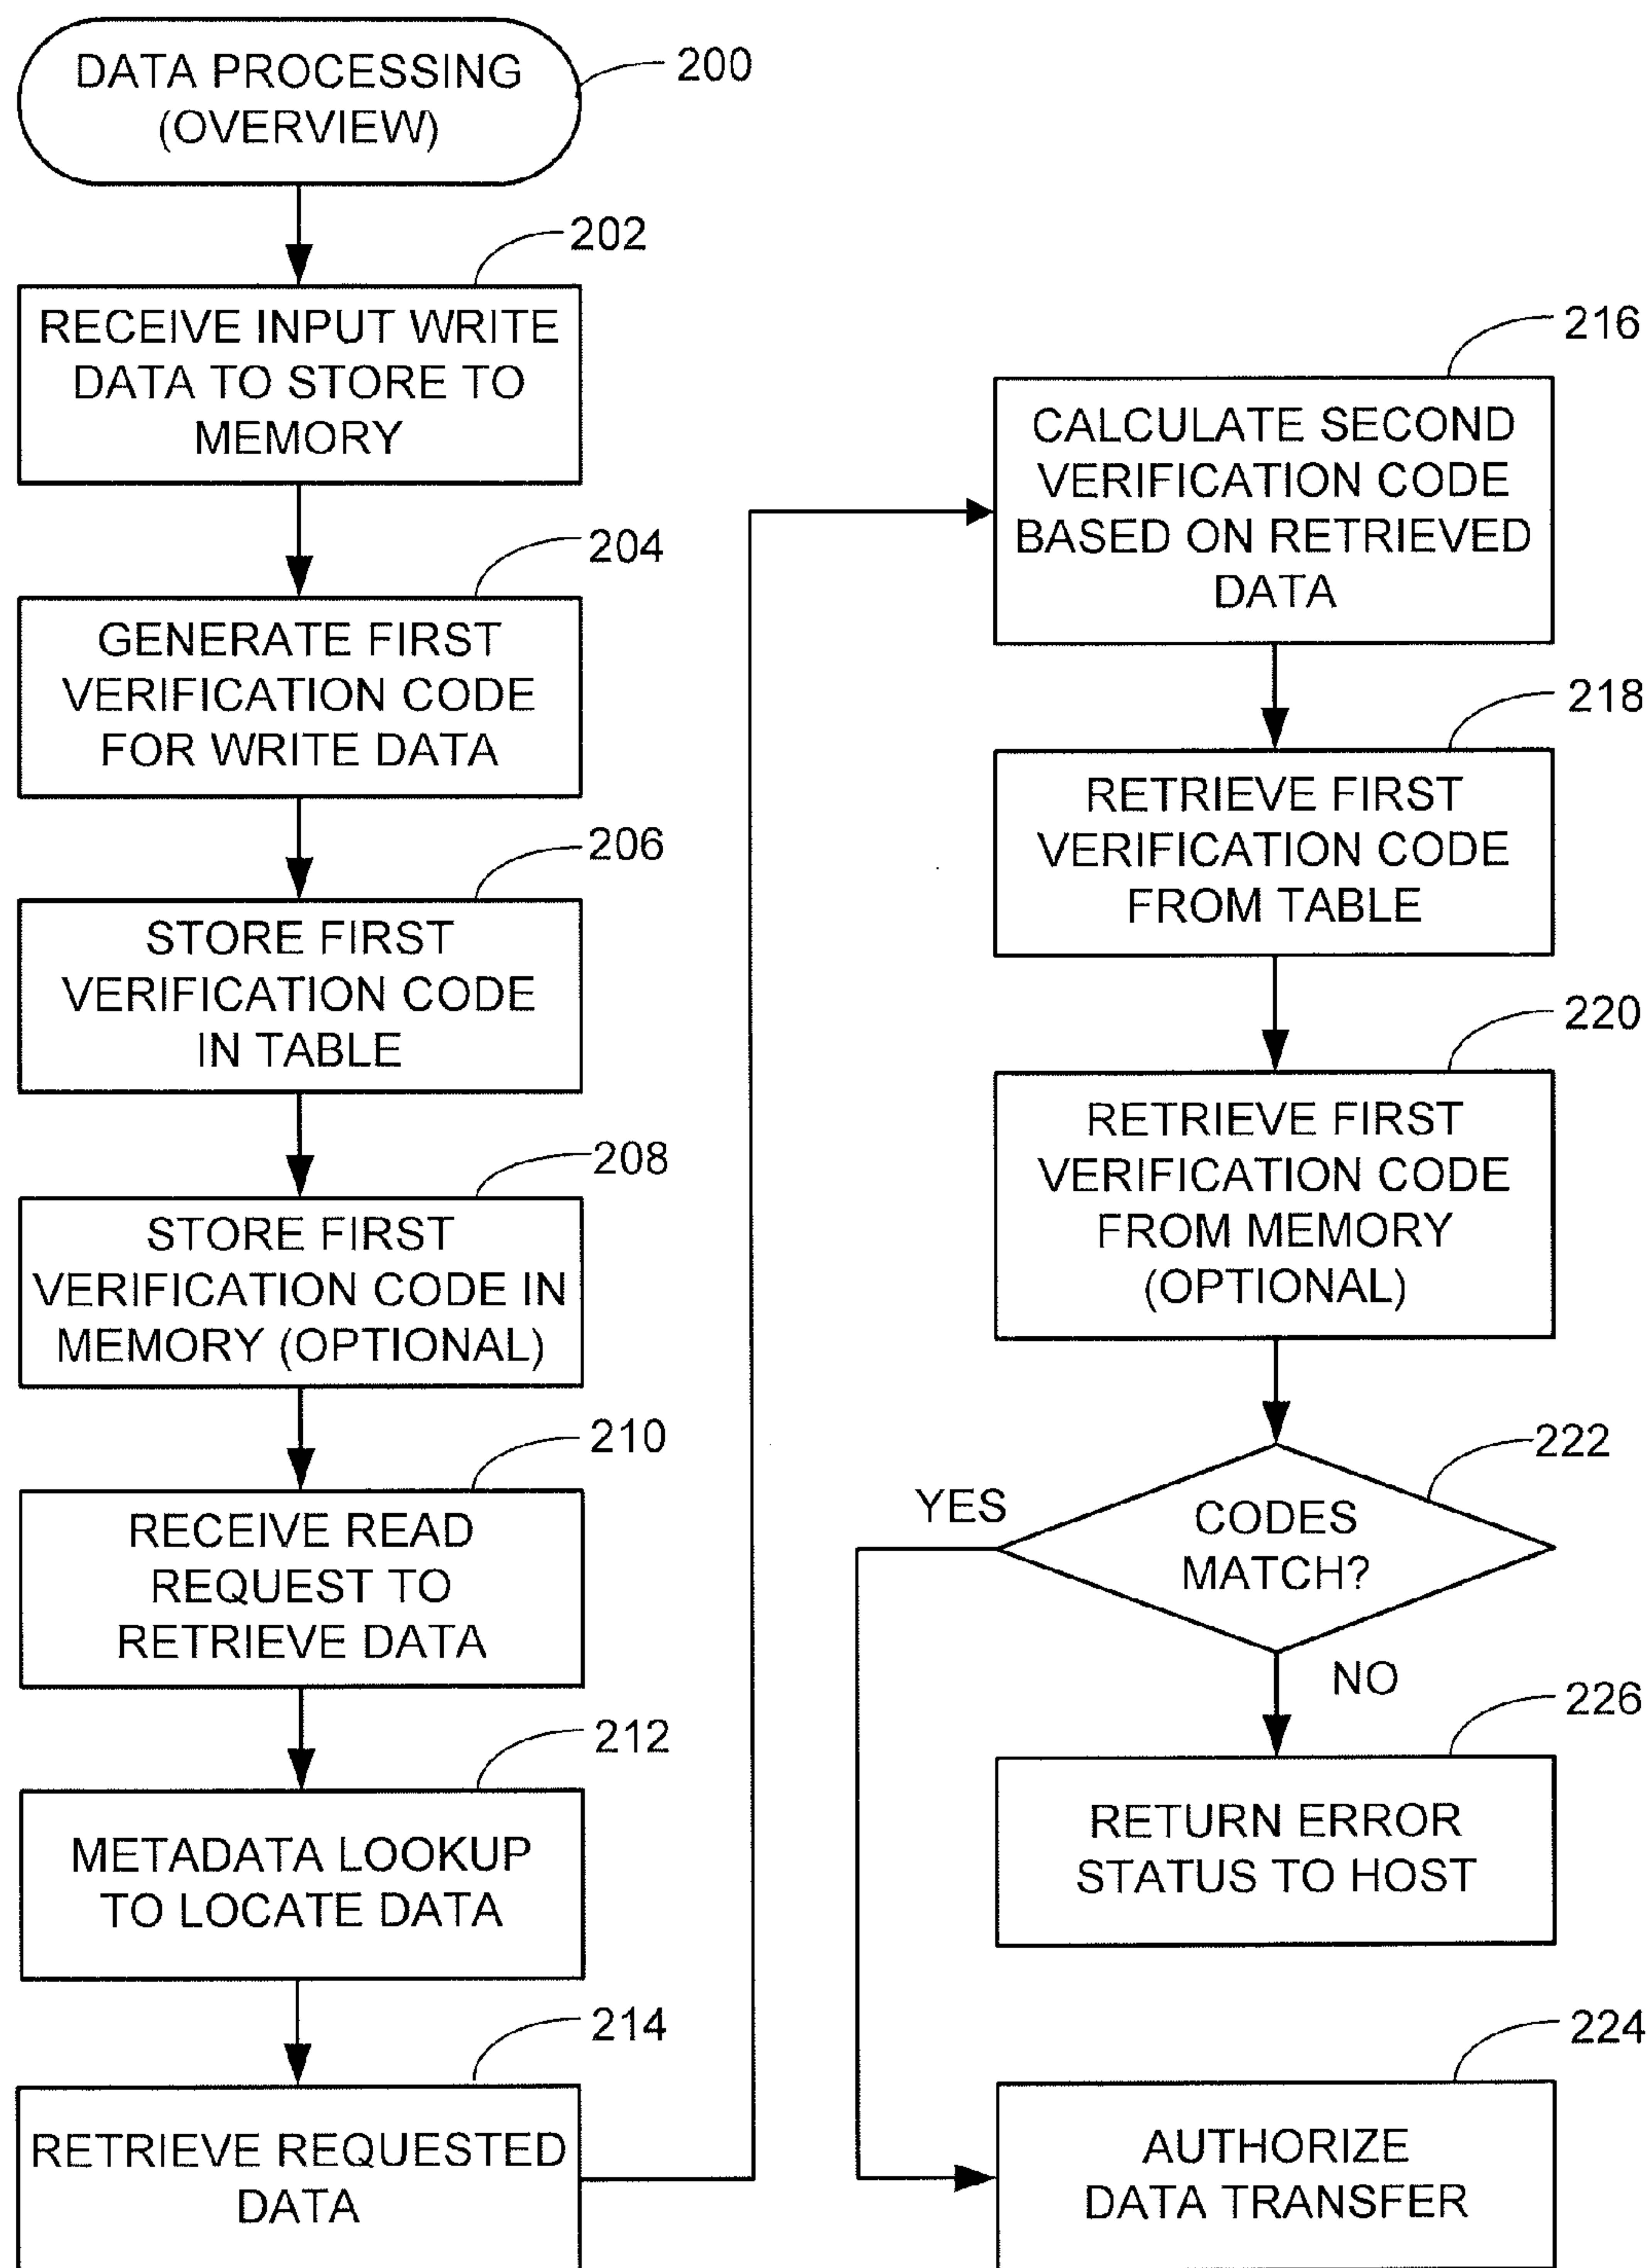 DATA PROCESSING
(OVERVIEW)
200
202
RECEIVE INPUT WRITE
DATA TO STORE TO
MEMORY
204
GENERATE FIRST
VERIFICATION CODE
FOR WRITE DATA
206
STORE FIRST
VERIFICATION CODE
IN TABLE
208
STORE FIRST
VERIFICATION CODE IN
MEMORY (OPTIONAL)
210
RECEIVE READ
REQUEST TO
RETRIEVE DATA
212
METADATA LOOKUP
TO LOCATE DATA
214
RETRIEVE REQUESTED
DATA
216
CALCULATE SECOND
VERIFICATION CODE
BASED ON RETRIEVED
DATA
218
RETRIEVE FIRST
VERIFICATION CODE
FROM TABLE
220
RETRIEVE FIRST
VERIFICATION CODE
FROM MEMORY
(OPTIONAL)
222
YES
CODES
MATCH?
NO
226
RETURN ERROR
STATUS TO HOST
224
AUTHORIZE
DATA TRANSFER